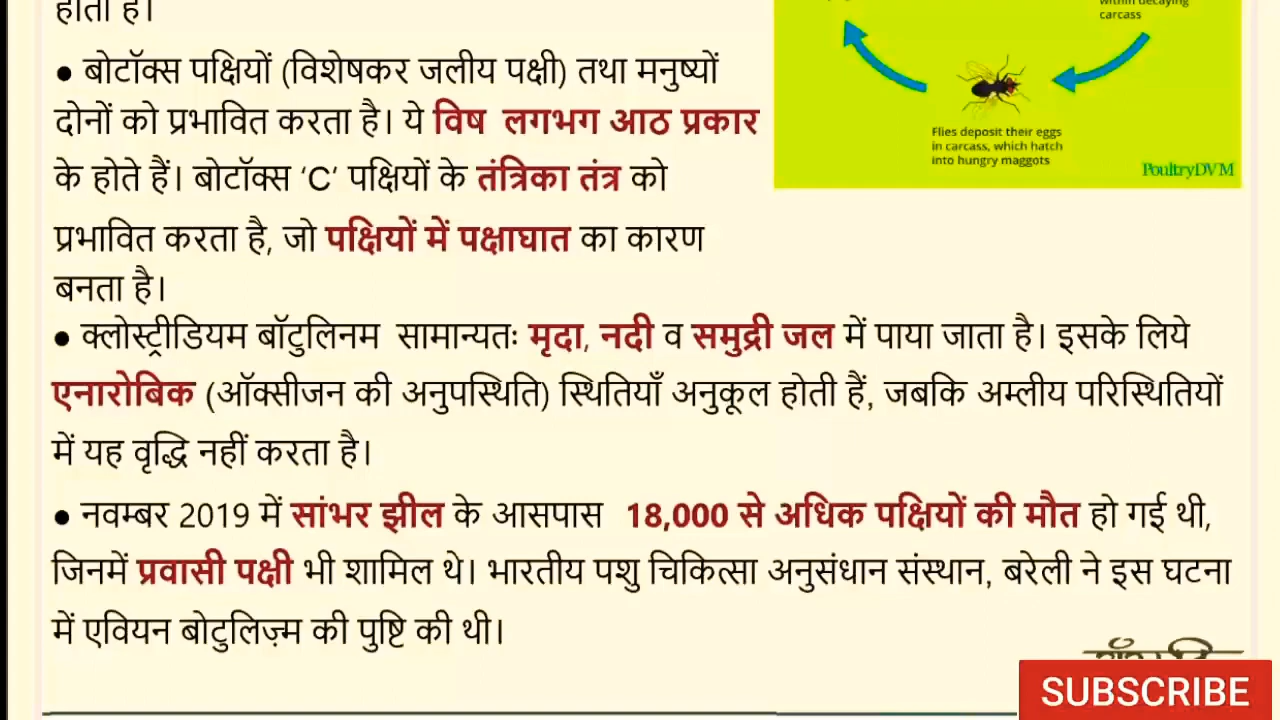 होता है।
within decaying
carcass
• बोटॉक्स पक्षियों (विशेषकर जलीय पक्षी) तथा मनुष्यों
दोनों को प्रभावित करता है। ये विष लगभग आठ प्रकार
के होते हैं। बोटॉक्स ‘C’ पक्षियों के तंत्रिका तंत्र को
प्रभावित करता है, जो पक्षियों में पक्षाघात का कारण
बनता है।
Flies deposit their eggs
in carcass, which hatch
into hungry maggots
PoultryDVM
• क्लोस्ट्रीडियम बॉटुलिनम सामान्यतः मृदा, नदी व समुद्री जल में पाया जाता है। इसके लिये
एनारोबिक (ऑक्सीजन की अनुपस्थिति) स्थितियाँ अनुकूल होती हैं, जबकि अम्लीय परिस्थितियों
में यह वृद्धि नहीं करता है।
• नवम्बर 2019 में सांभर झील के आसपास 18,000 से अधिक पक्षियों की मौत हो गई थी,
जिनमें प्रवासी पक्षी भी शामिल थे। भारतीय पशु चिकित्सा अनुसंधान संस्थान, बरेली ने इस घटना
में एवियन बोटुलिज़्म की पुष्टि की थी।
SUBSCRIBE